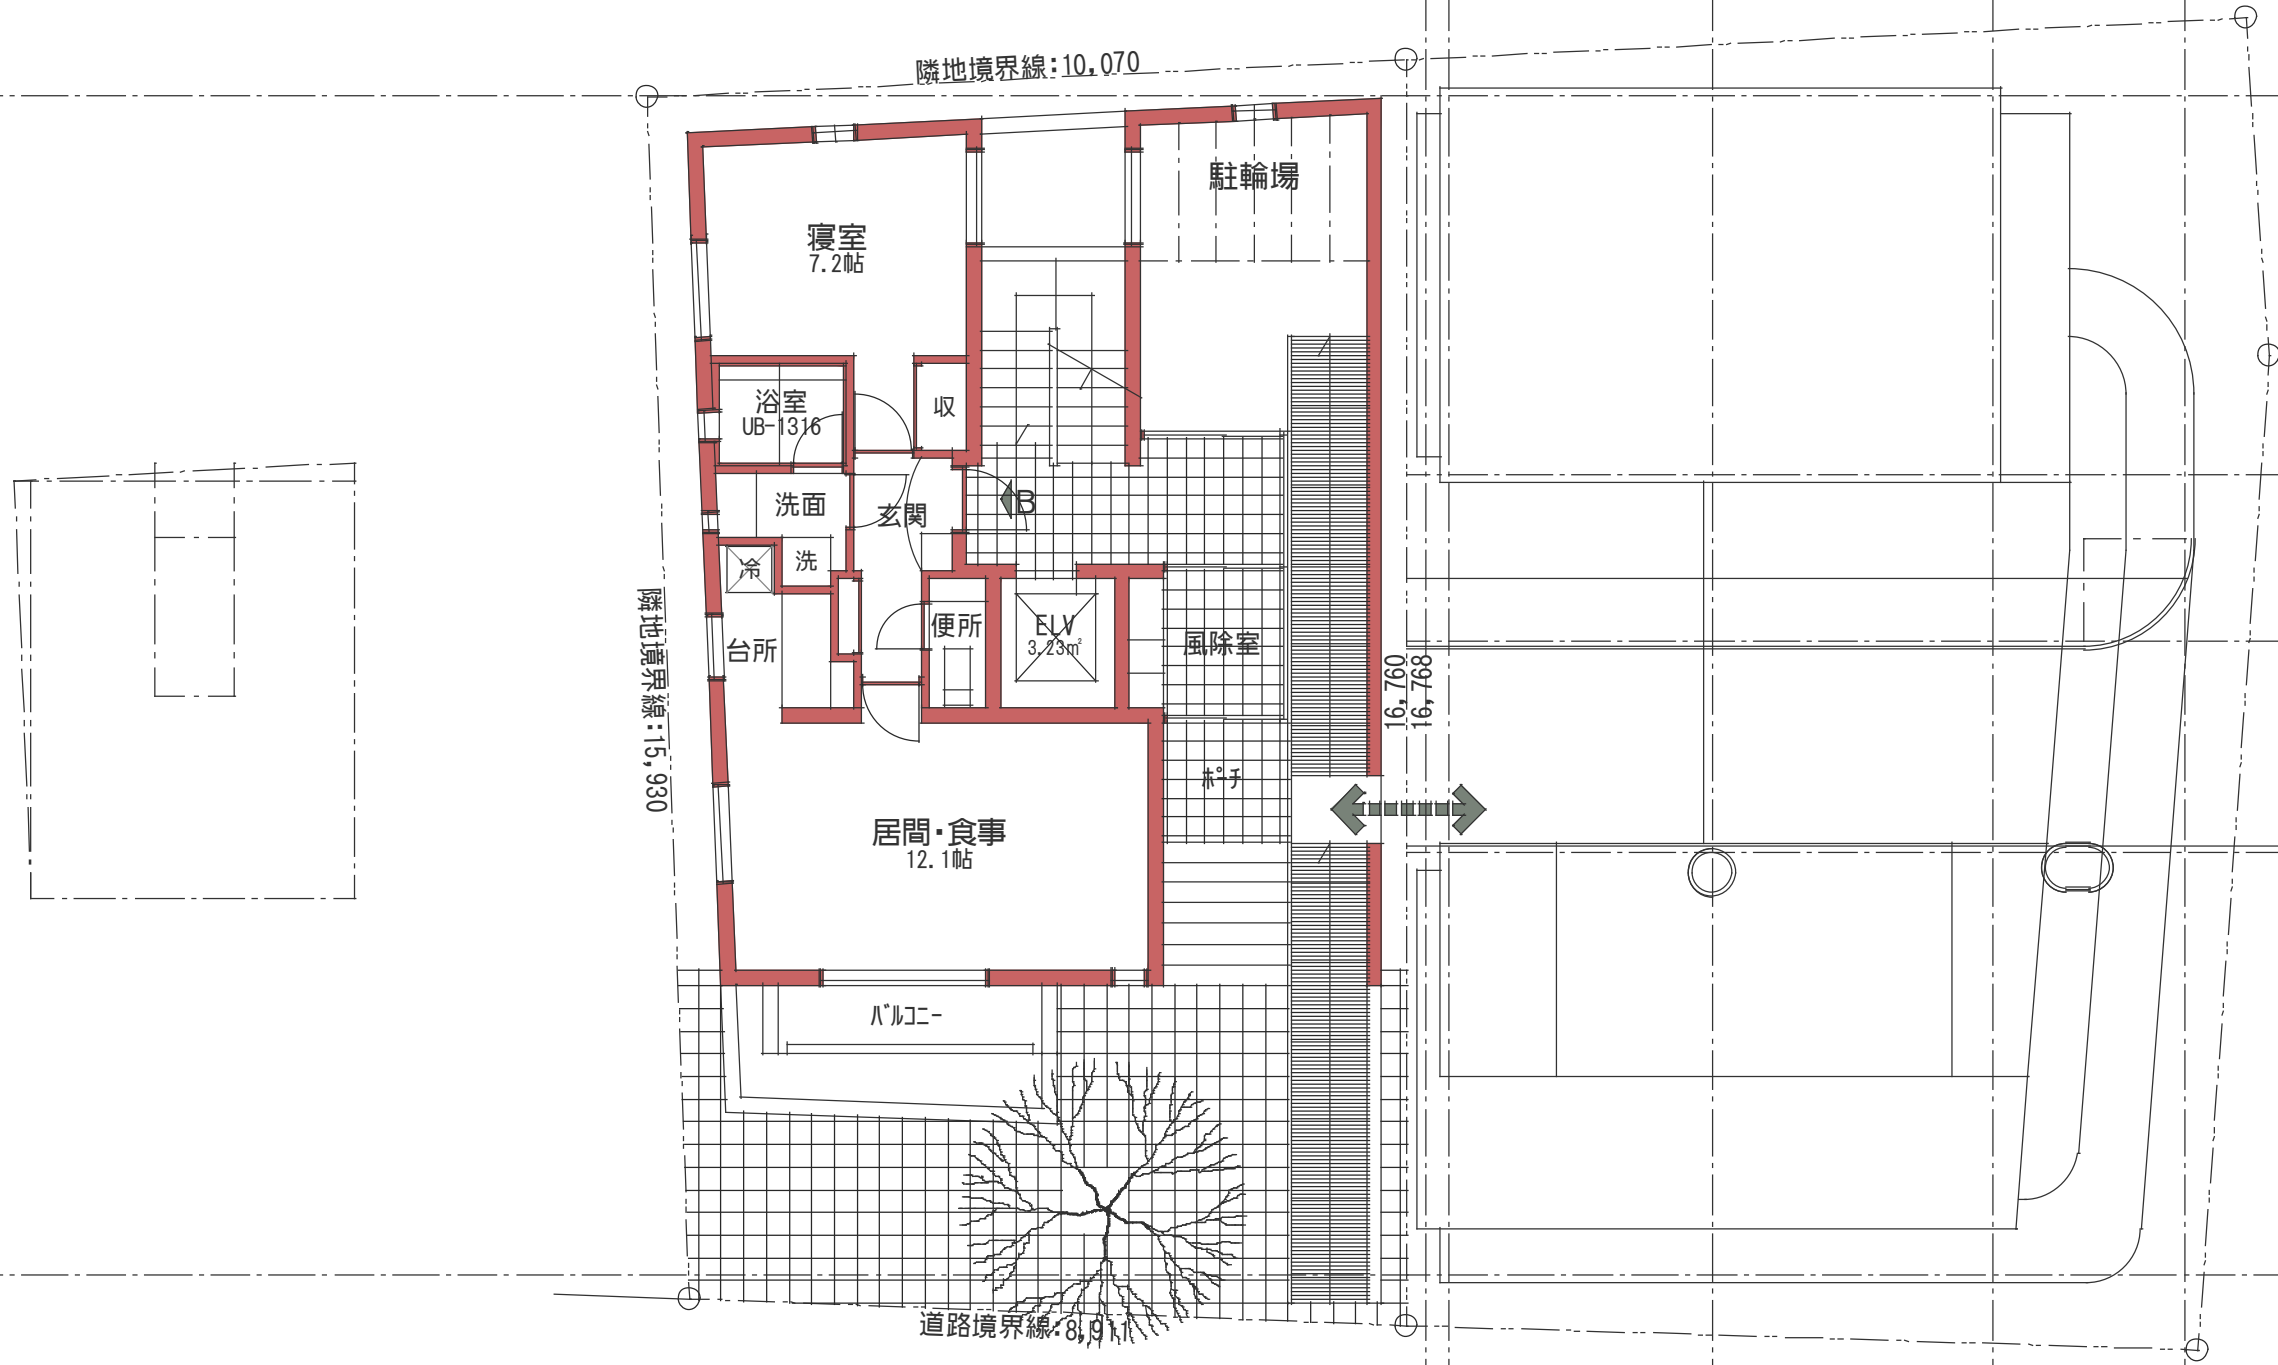 隣地境界線:10,070
駐輪場
寝室
7.2帖
浴室
UB-1316
収
洗面
玄関
B
冷
洗
台所
便所
ELV
3.23㎡
風除室
隣地境界線:15,930
16,760
16,768
ﾎﾟｰﾁ
居間・食事
12.1帖
ﾊﾞﾙｺﾆｰ
道路境界線:8,911